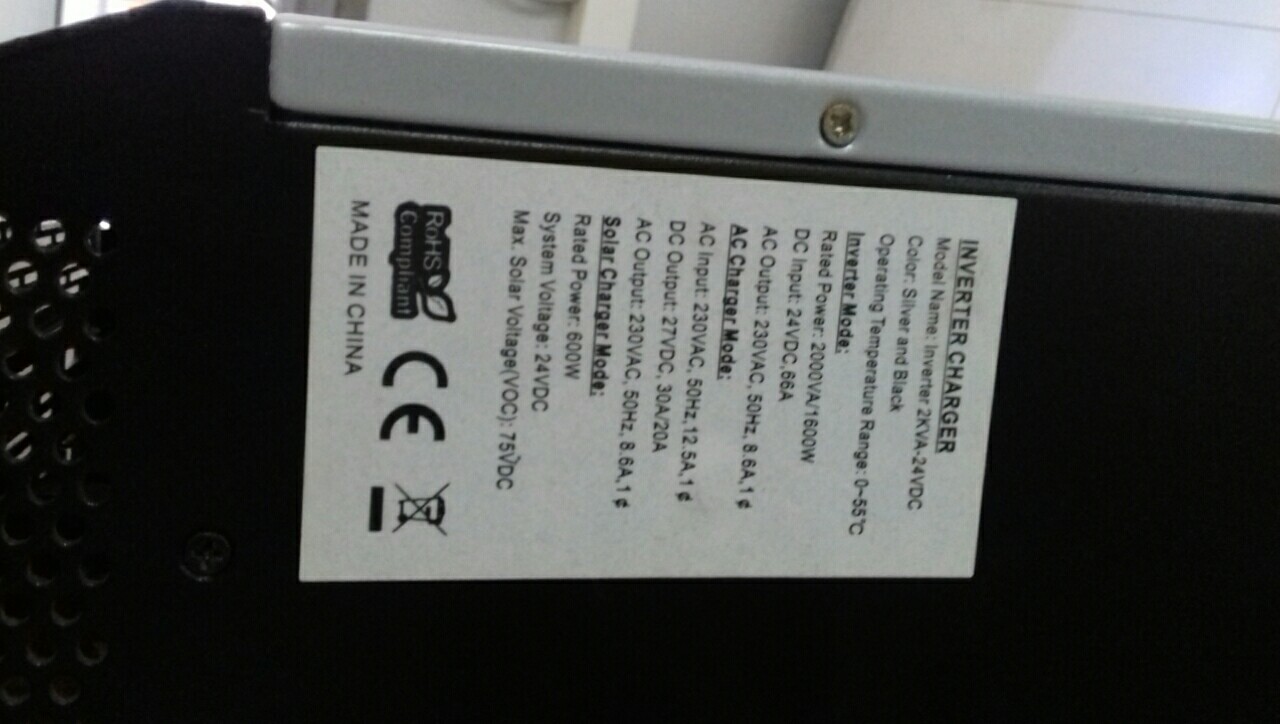 INVERTER CHARGER
Model Name: Inverter 2KVA-24VDC
Color: Silver and Black
Operating Temperature Range: 0~55℃
Inverter Mode:
Rated Power: 2000VA/1600W
DC Input: 24VDC,66A
AC Output: 230VAC, 50Hz, 8.6A,1¢
AC Charger Mode:
AC Input: 230VAC, 50Hz,12.5A,1¢
DC Output: 27VDC, 30A/20A
AC Output: 230VAC, 50Hz, 8.6A,1¢
Solar Charger Mode:
Rated Power: 600W
System Voltage: 24VDC
Max. Solar Voltage(VOC): 75VDC
RoHS
Compliant
CE
MADE IN CHINA